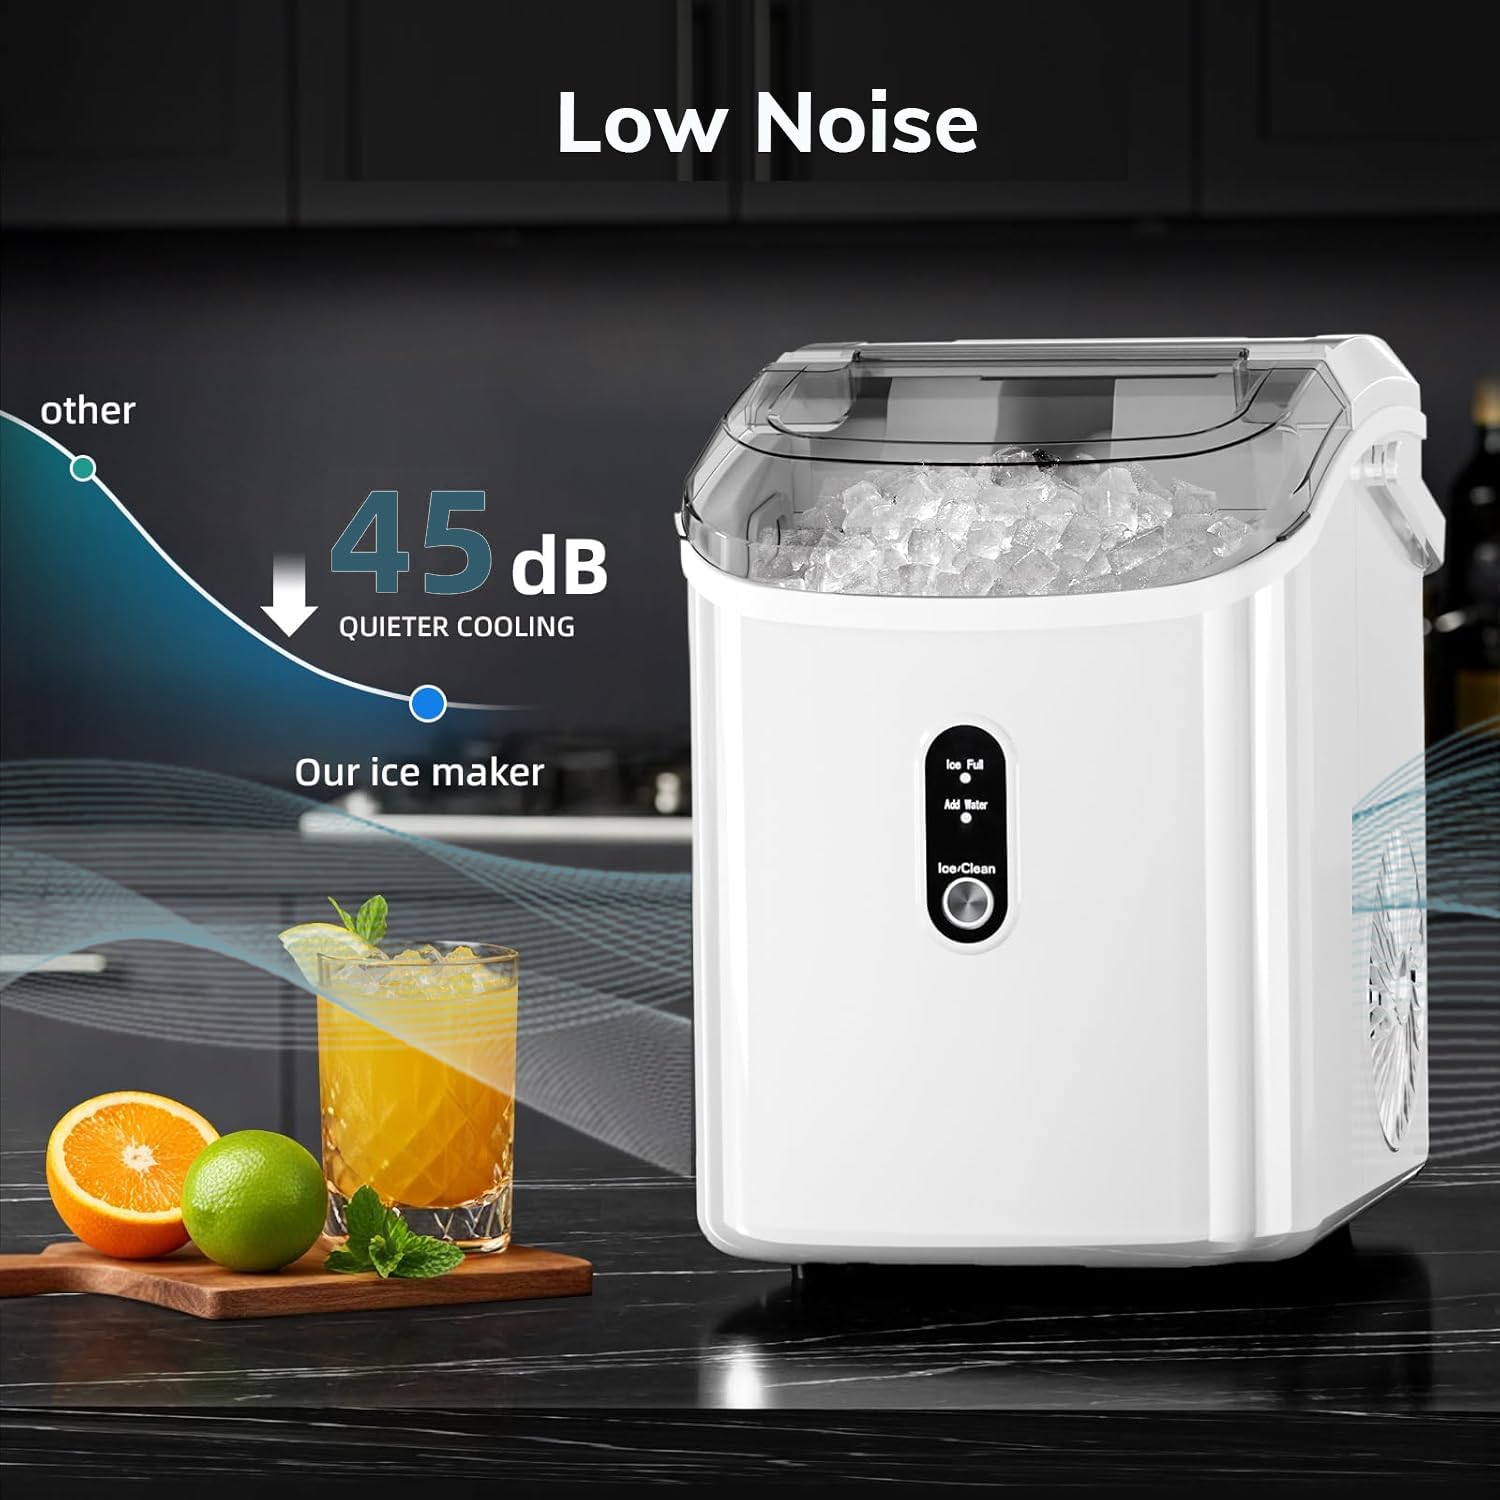 Low Noise
other
45 dB
QUIETER COOLING
Our ice maker
Ice Full
Add Water
Ice/Clean